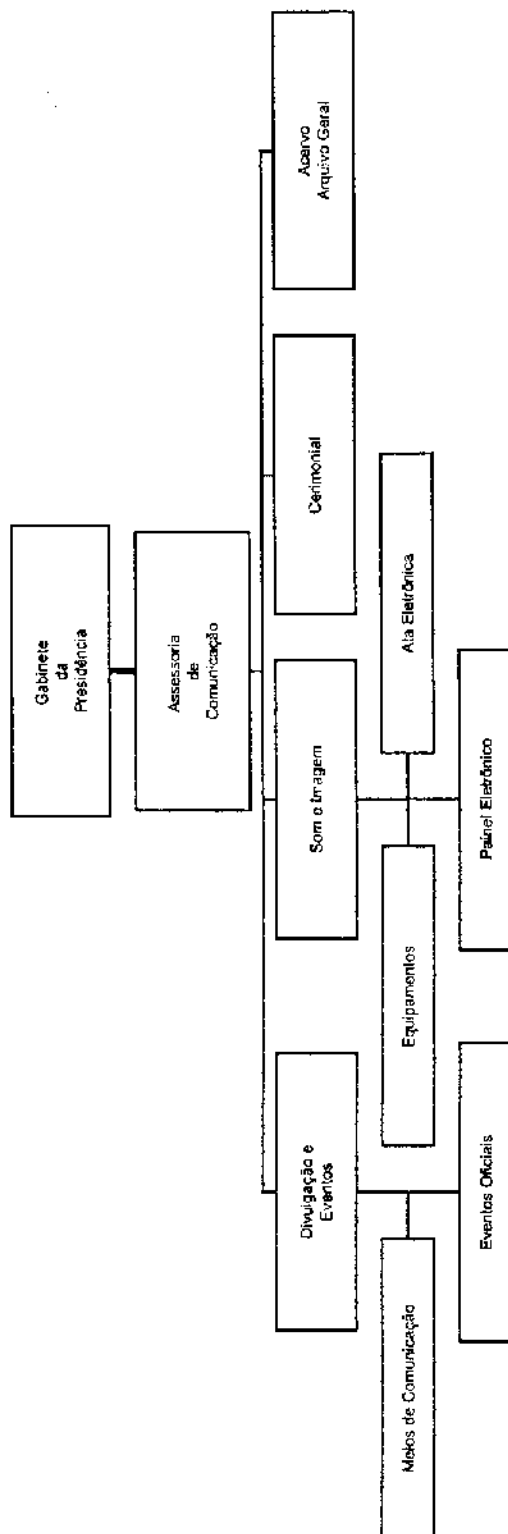 Gabinete
da
Presidência
Assessoria
de
Comunicação
Divulgação e
Eventos
Som e Imagem
Cerimonial
Acervo
Arquivo Geral
Meios de Comunicação
Equipamentos
Ata Eletrônica
Eventos Oficiais
Painel Eletrônico